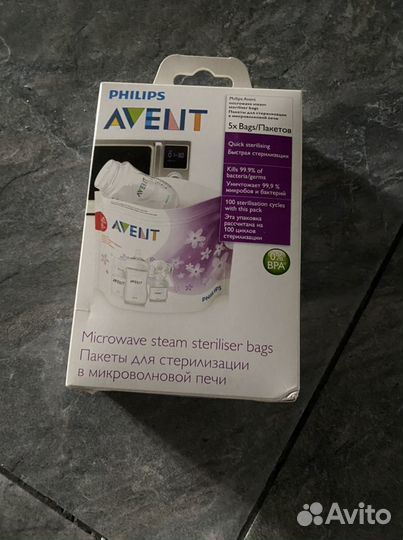 PHILIPS
AVENT
Philips Avent
microwave steam
steriliser bags
Пакеты для стерилизации
в микроволновой печи
5x Bags/Пакетов
Quick sterilising
Быстрая стерилизация
Kills 99.9% of
bacteria/germs
Уничтожает 99,9 %
микробов и бактерий
100 sterilisation cycles
with this pack
Эта упаковка
рассчитана на
100 циклов
стерилизации
0%
BPA
AVENT
PHILIPS
Microwave steam steriliser bags
Пакеты для стерилизации
в микроволновой печи
Avito